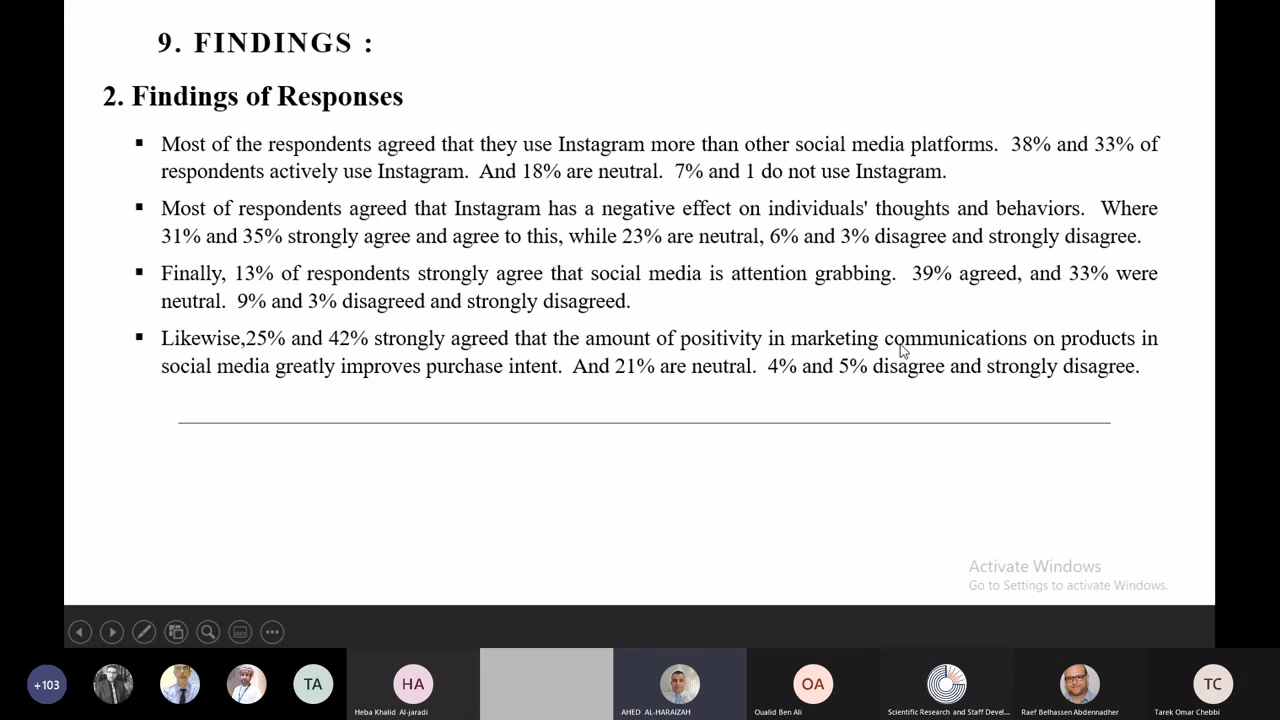 9. FINDINGS :
2. Findings of Responses
▪ Most of the respondents agreed that they use Instagram more than other social media platforms. 38% and 33% of
respondents actively use Instagram. And 18% are neutral. 7% and 1 do not use Instagram.
▪ Most of respondents agreed that Instagram has a negative effect on individuals' thoughts and behaviors. Where
31% and 35% strongly agree and agree to this, while 23% are neutral, 6% and 3% disagree and strongly disagree.
▪ Finally, 13% of respondents strongly agree that social media is attention grabbing. 39% agreed, and 33% were
neutral. 9% and 3% disagreed and strongly disagreed.
▪ Likewise,25% and 42% strongly agreed that the amount of positivity in marketing communications on products in
social media greatly improves purchase intent. And 21% are neutral. 4% and 5% disagree and strongly disagree.
Activate Windows
Go to Settings to activate Windows.
+103
TA
HA
OA
TC
Heba Khalid Al-jaradi
AHED AL-HARAIZAH
Oualid Ben Ali
Scientific Research and Staff Devel...
Raef Belhassen Abdennadher
Tarek Omar Chebbi